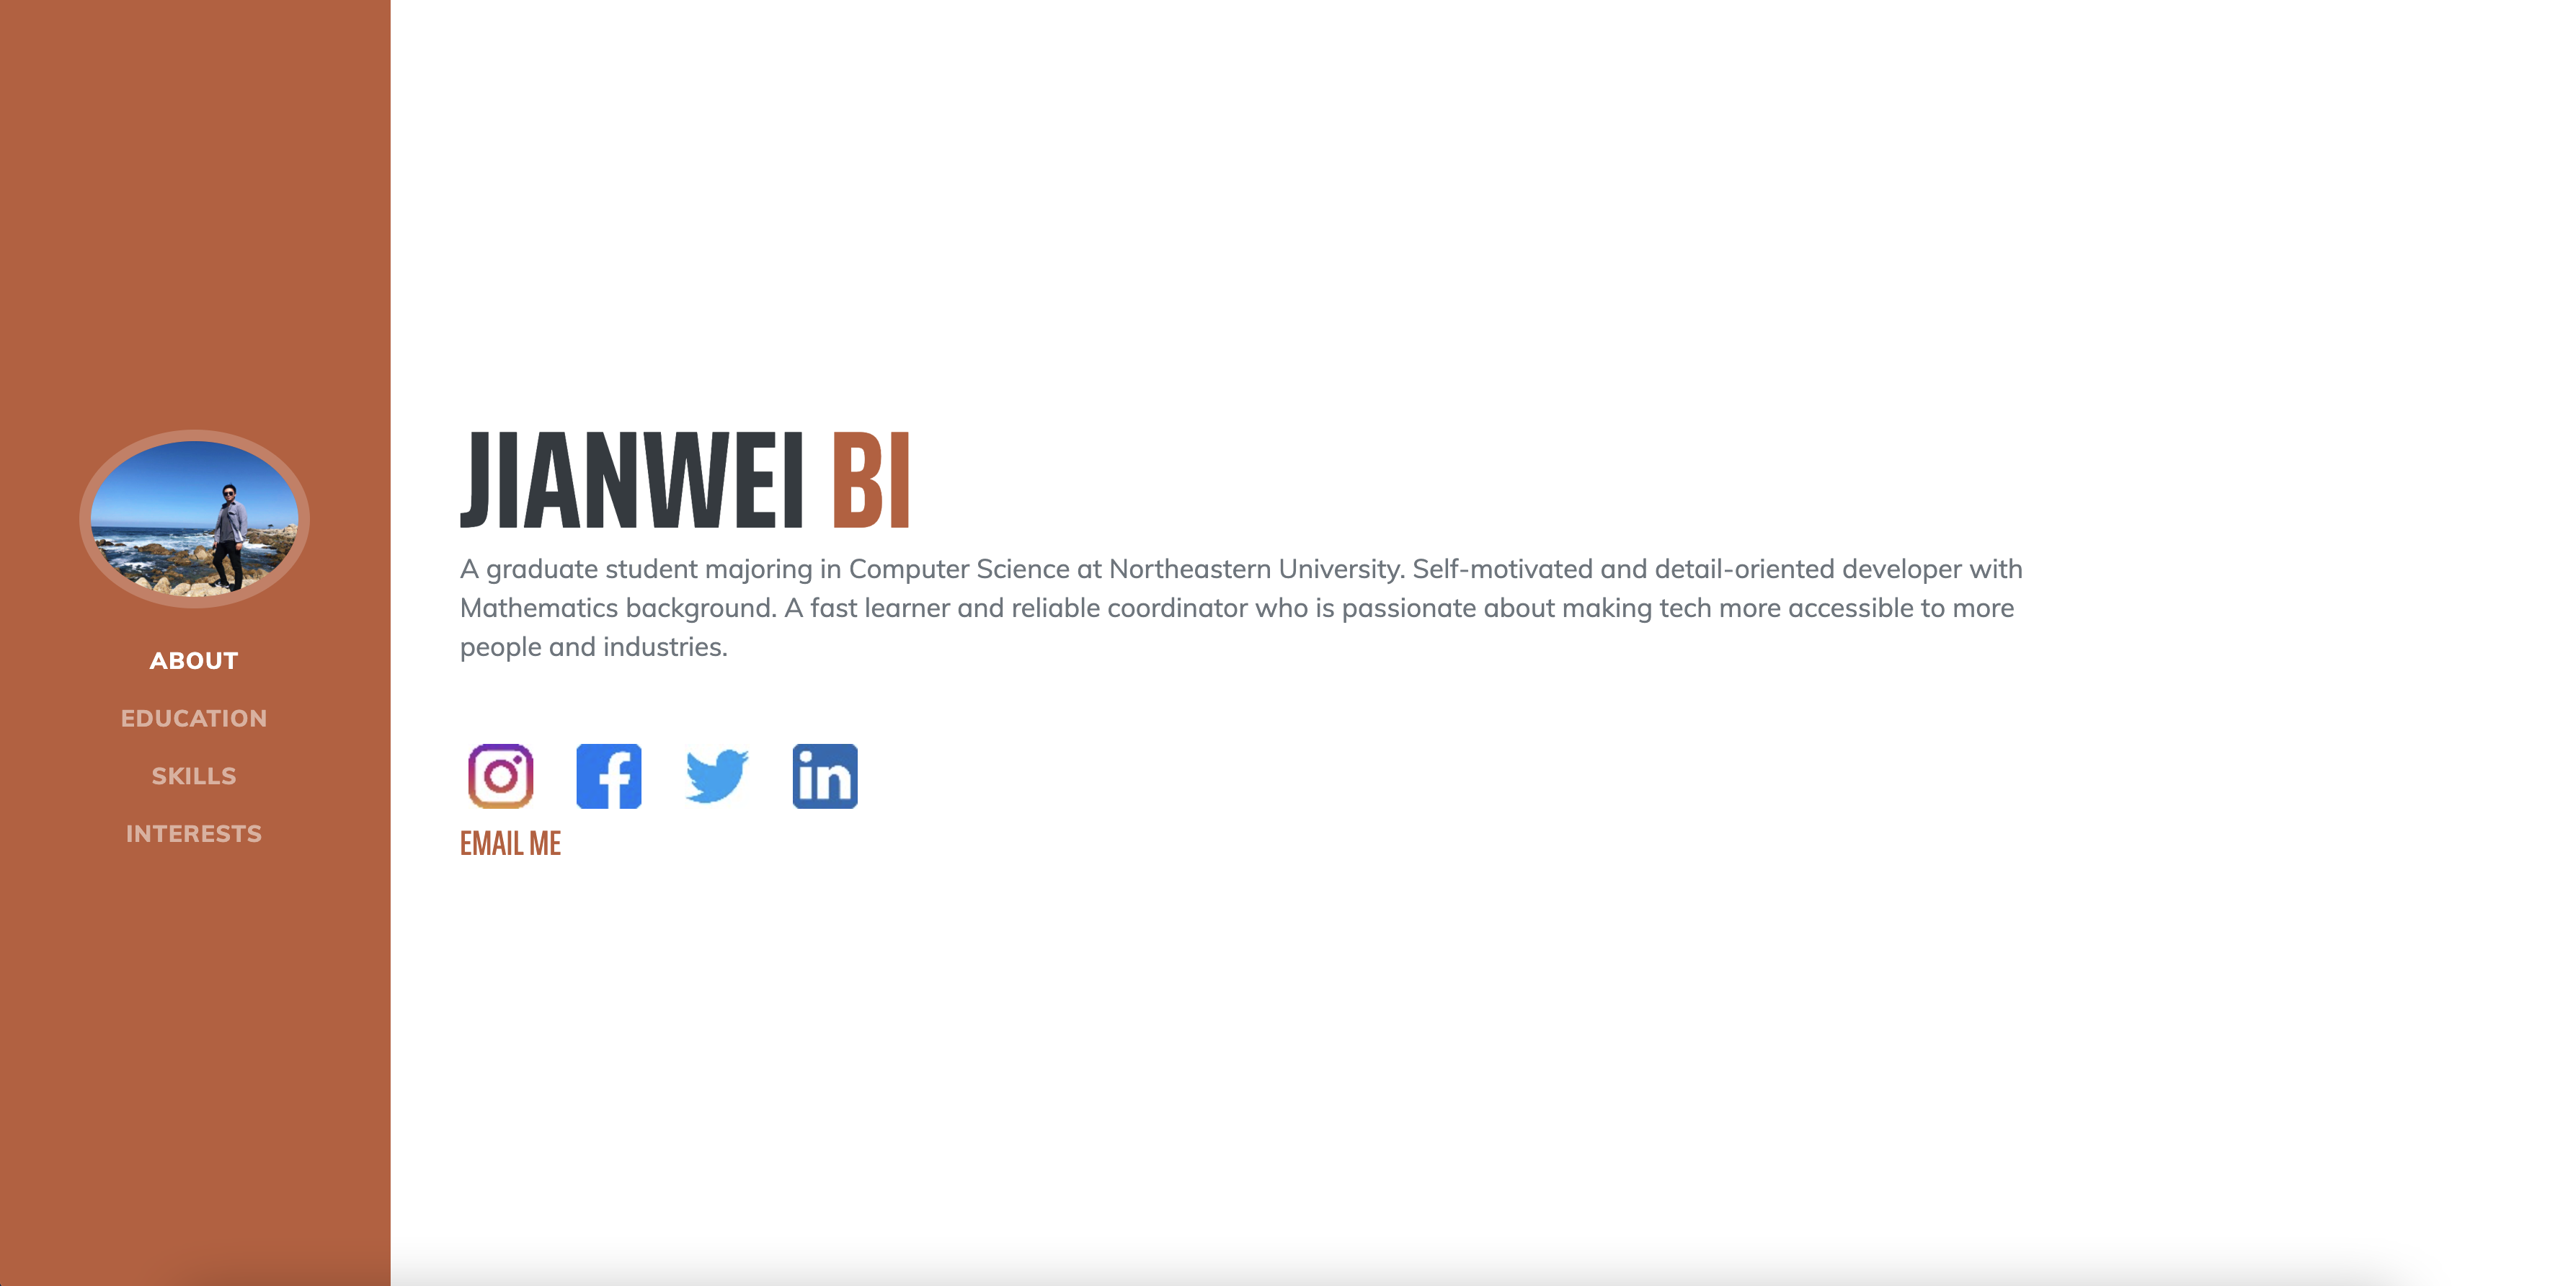 ABOUT
EDUCATION
SKILLS
INTERESTS
JIANWEI BI
A graduate student majoring in Computer Science at Northeastern University. Self-motivated and detail-oriented developer with
Mathematics background. A fast learner and reliable coordinator who is passionate about making tech more accessible to more
people and industries.
f
in
EMAIL ME